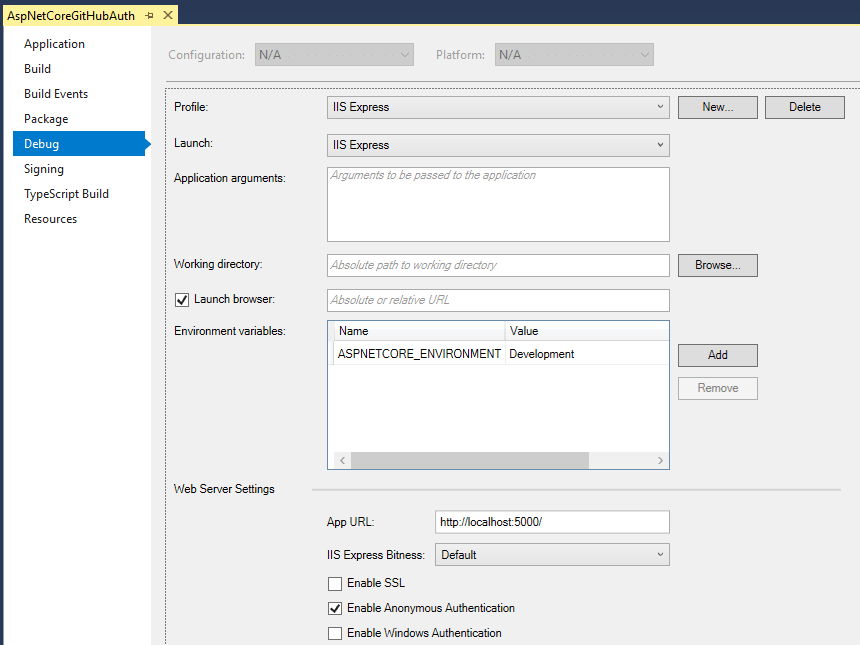 AspNetCoreGitHubAuth
Application
Build
Build Events
Package
Debug
Signing
TypeScript Build
Resources
Configuration: N/A Platform: N/A
Profile: IIS Express New... Delete
Launch: IIS Express
Application arguments: Arguments to be passed to the application
Working directory: Absolute path to working directory Browse...
Launch browser: Absolute or relative URL
Environment variables: Name Value
ASPNETCORE_ENVIRONMENT Development Add
Remove
Web Server Settings
App URL: http://localhost:5000/
IIS Express Bitness: Default
Enable SSL
Enable Anonymous Authentication
Enable Windows Authentication